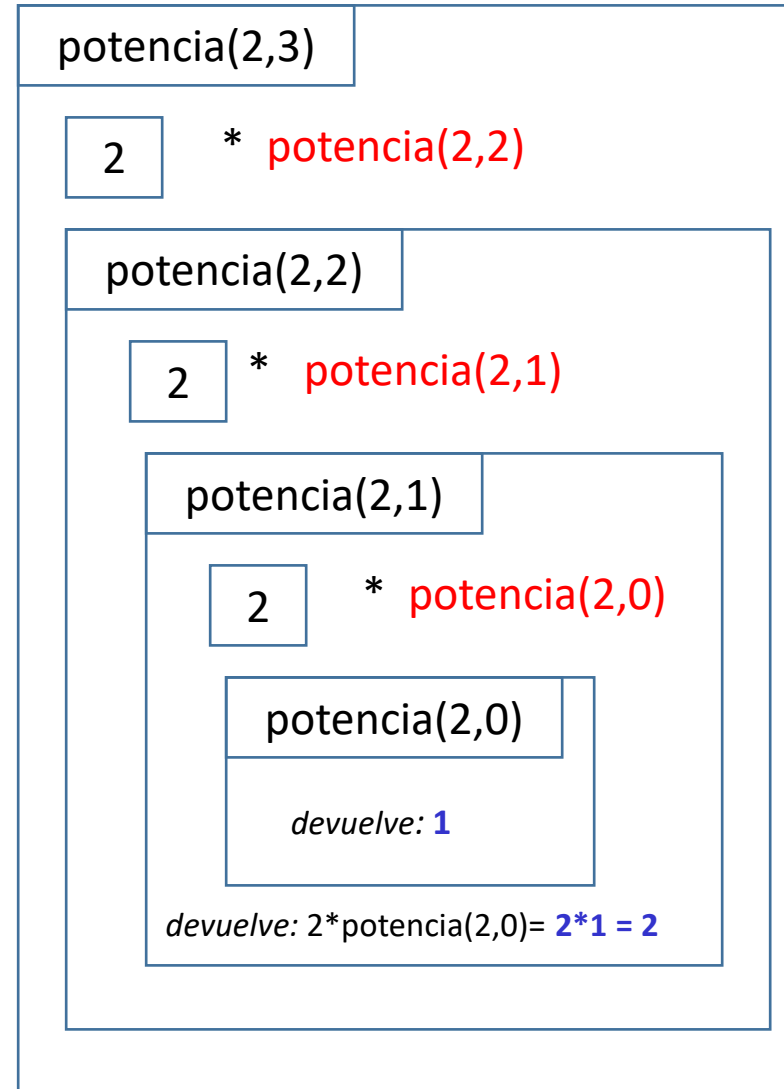 potencia(2,3)
2 * potencia(2,2)
potencia(2,2)
2 * potencia(2,1)
potencia(2,1)
2 * potencia(2,0)
potencia(2,0)
devuelve: 1
devuelve: 2*potencia(2,0)= 2*1 = 2